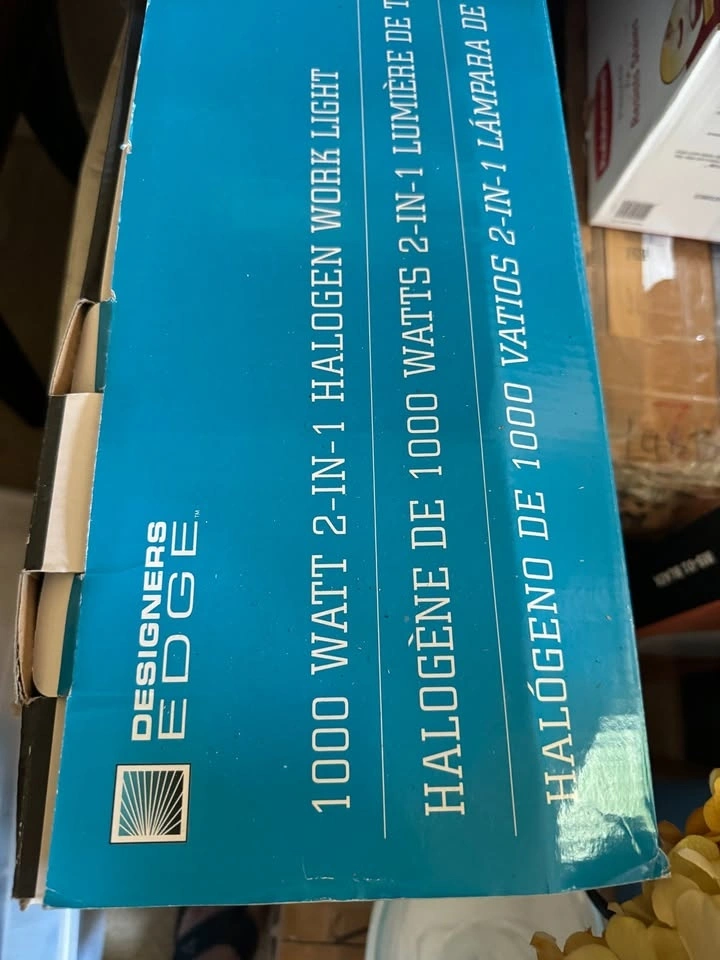 DESIGNERS
EDGE™
1000 WATT 2-IN-1 HALOGEN WORK LIGHT
HALOGÈNE DE 1000 WATTS 2-IN-1 LUMIÈRE DE
HALÓGENO DE 1000 VATIOS 2-IN-1 LÁMPARA DE